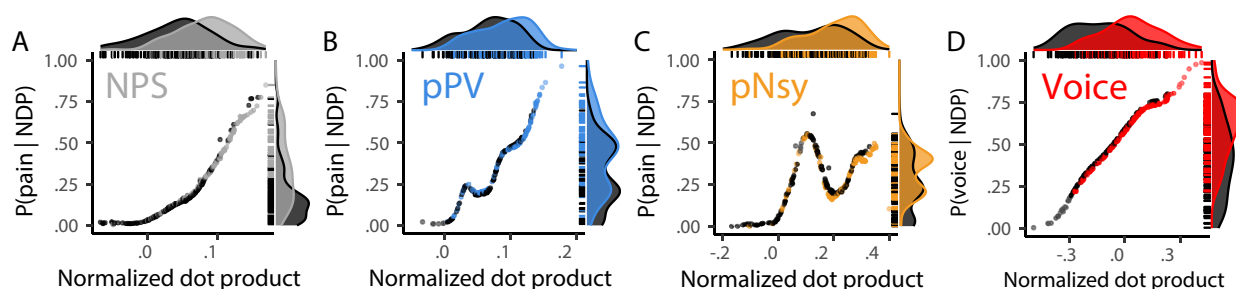 A
NPS
P(pain | NDP)
1.00
.75
.50
.25
.00
.0
.1
Normalized dot product
B
pPV
P(pain | NDP)
1.00
.75
.50
.25
.00
.0
.1
.2
Normalized dot product
C
pNsy
P(pain | NDP)
1.00
.75
.50
.25
.00
-.2
.0
.2
.4
Normalized dot product
D
Voice
P(voice | NDP)
1.00
.75
.50
.25
.00
-.3
.0
.3
Normalized dot product